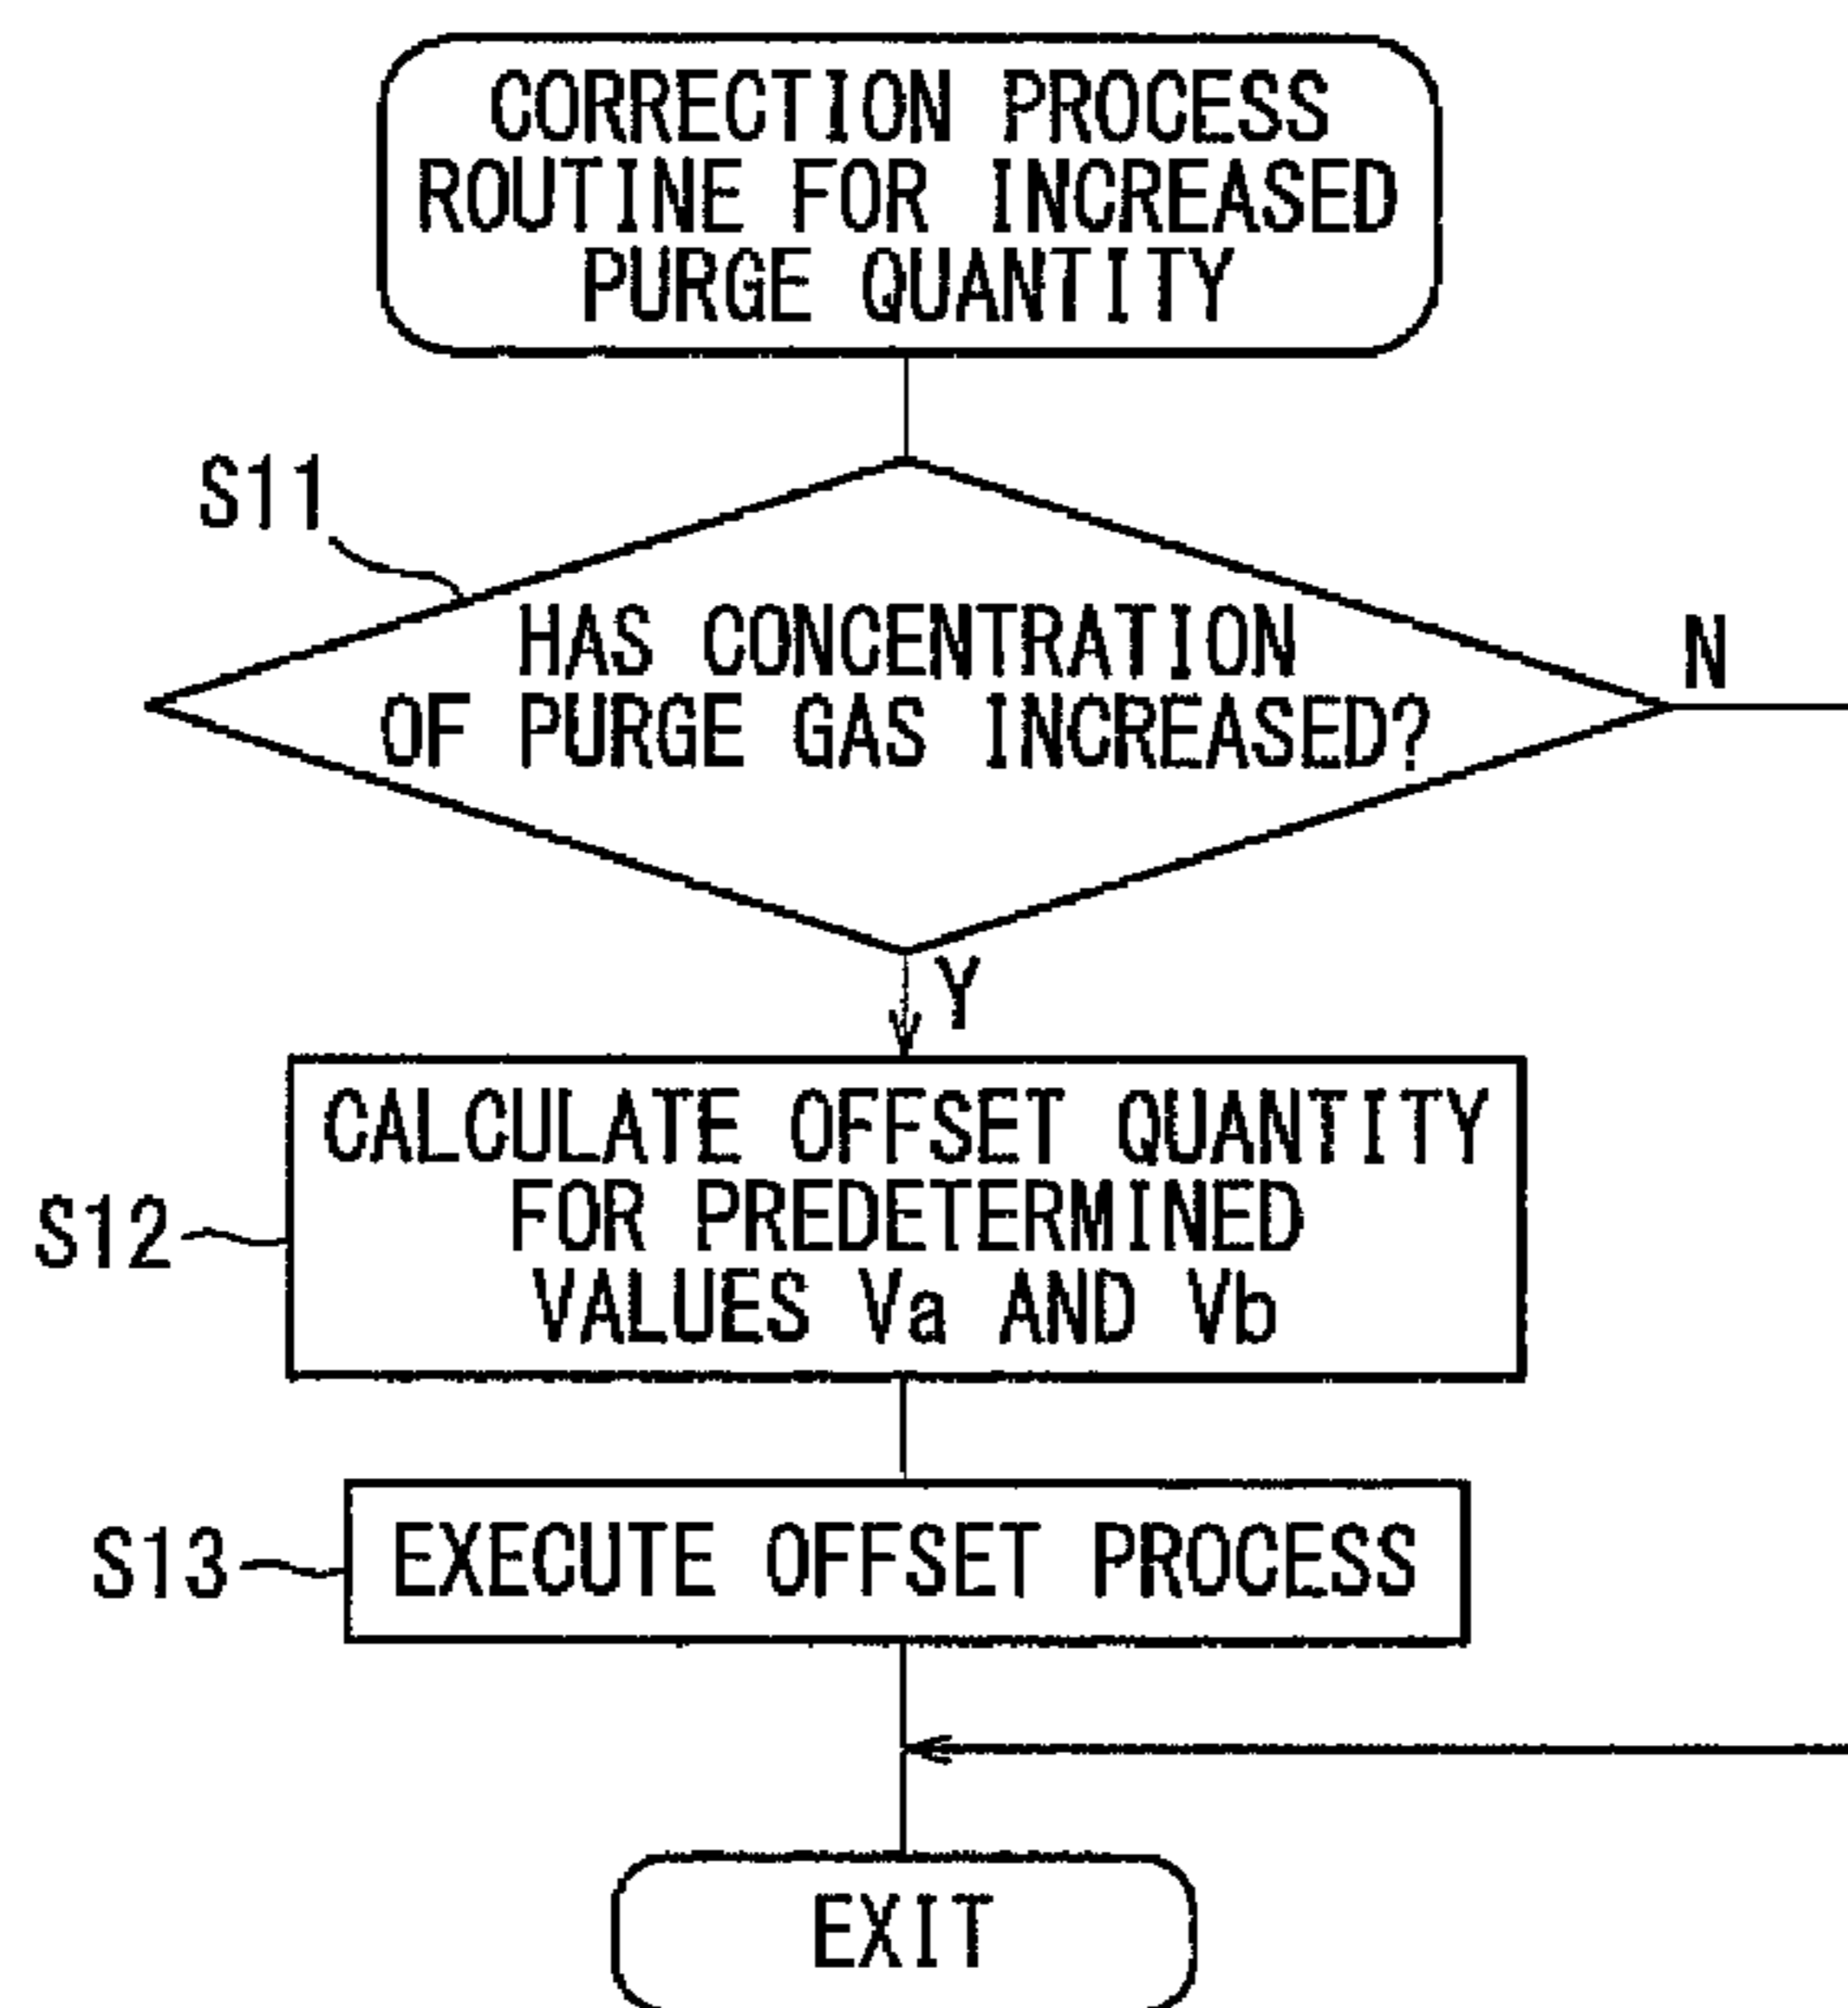 CORRECTION PROCESS
ROUTINE FOR INCREASED
PURGE QUANTITY
S11
HAS CONCENTRATION
OF PURGE GAS INCREASED?
N
Y
S12
CALCULATE OFFSET QUANTITY
FOR PREDETERMINED
VALUES Va AND Vb
S13
EXECUTE OFFSET PROCESS
EXIT